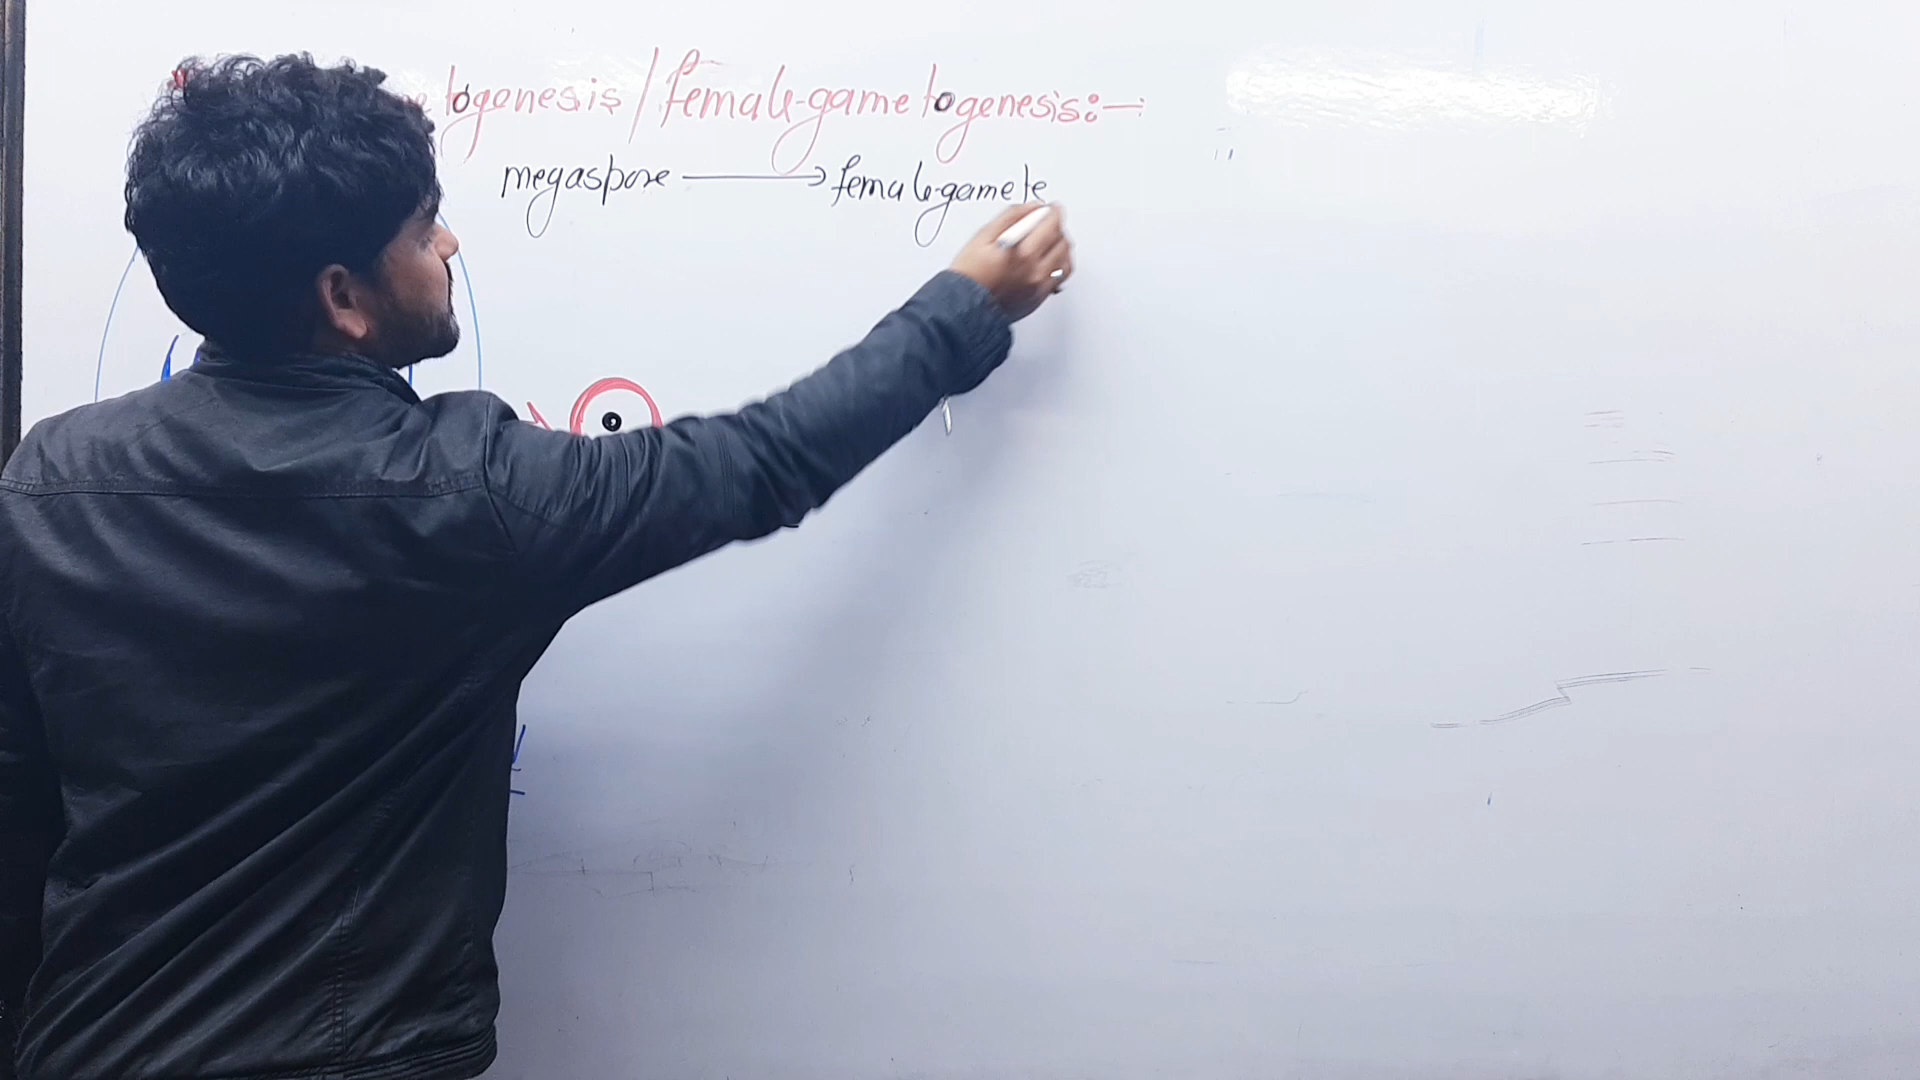 togenesis / female-gametogenesis:-
megaspore → female-gamete